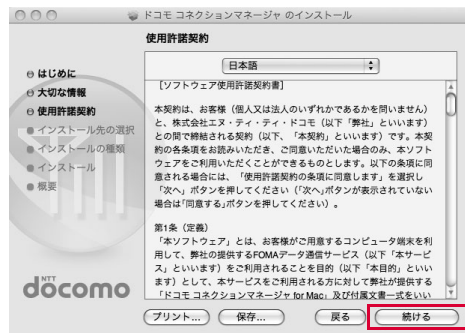 ドコモ コネクションマネージャ のインストール
使用許諾契約
はじめに
大切な情報
使用許諾契約
インストール先の選択
インストールの種類
インストール
概要
日本語
［ソフトウェア使用許諾契約書］
本契約は、お客様（個人又は法人のいずれかであるかを問いません）
と、株式会社エヌ・ティ・ティ・ドコモ（以下「弊社」といいます）
との間で締結される契約（以下、「本契約」といいます）です。本契
約の各条項をお読みいただき、ご同意いただいた場合のみ、本ソフト
ウェアをご利用いただくことができるものとします。以下の条項に同
意される場合には、「使用許諾契約の条項に同意します」を選択し
「次へ」ボタンを押してください（「次へ」ボタンが表示されていない
場合は「同意する」ボタンを押してください）。
第1条（定義）
「本ソフトウェア」とは、お客様がご用意するコンピュータ端末を利
用して、弊社の提供するFOMAデータ通信サービス（以下「本サービ
ス」といいます）をご利用されることを目的（以下「本目的」といい
ます）として、本サービスをご利用される方に対して弊社が提供する
「ドコモ コネクションマネージャ for Mac」及び付属文書一式をいい
NTT
döcomo
プリント...
保存...
戻る
続ける